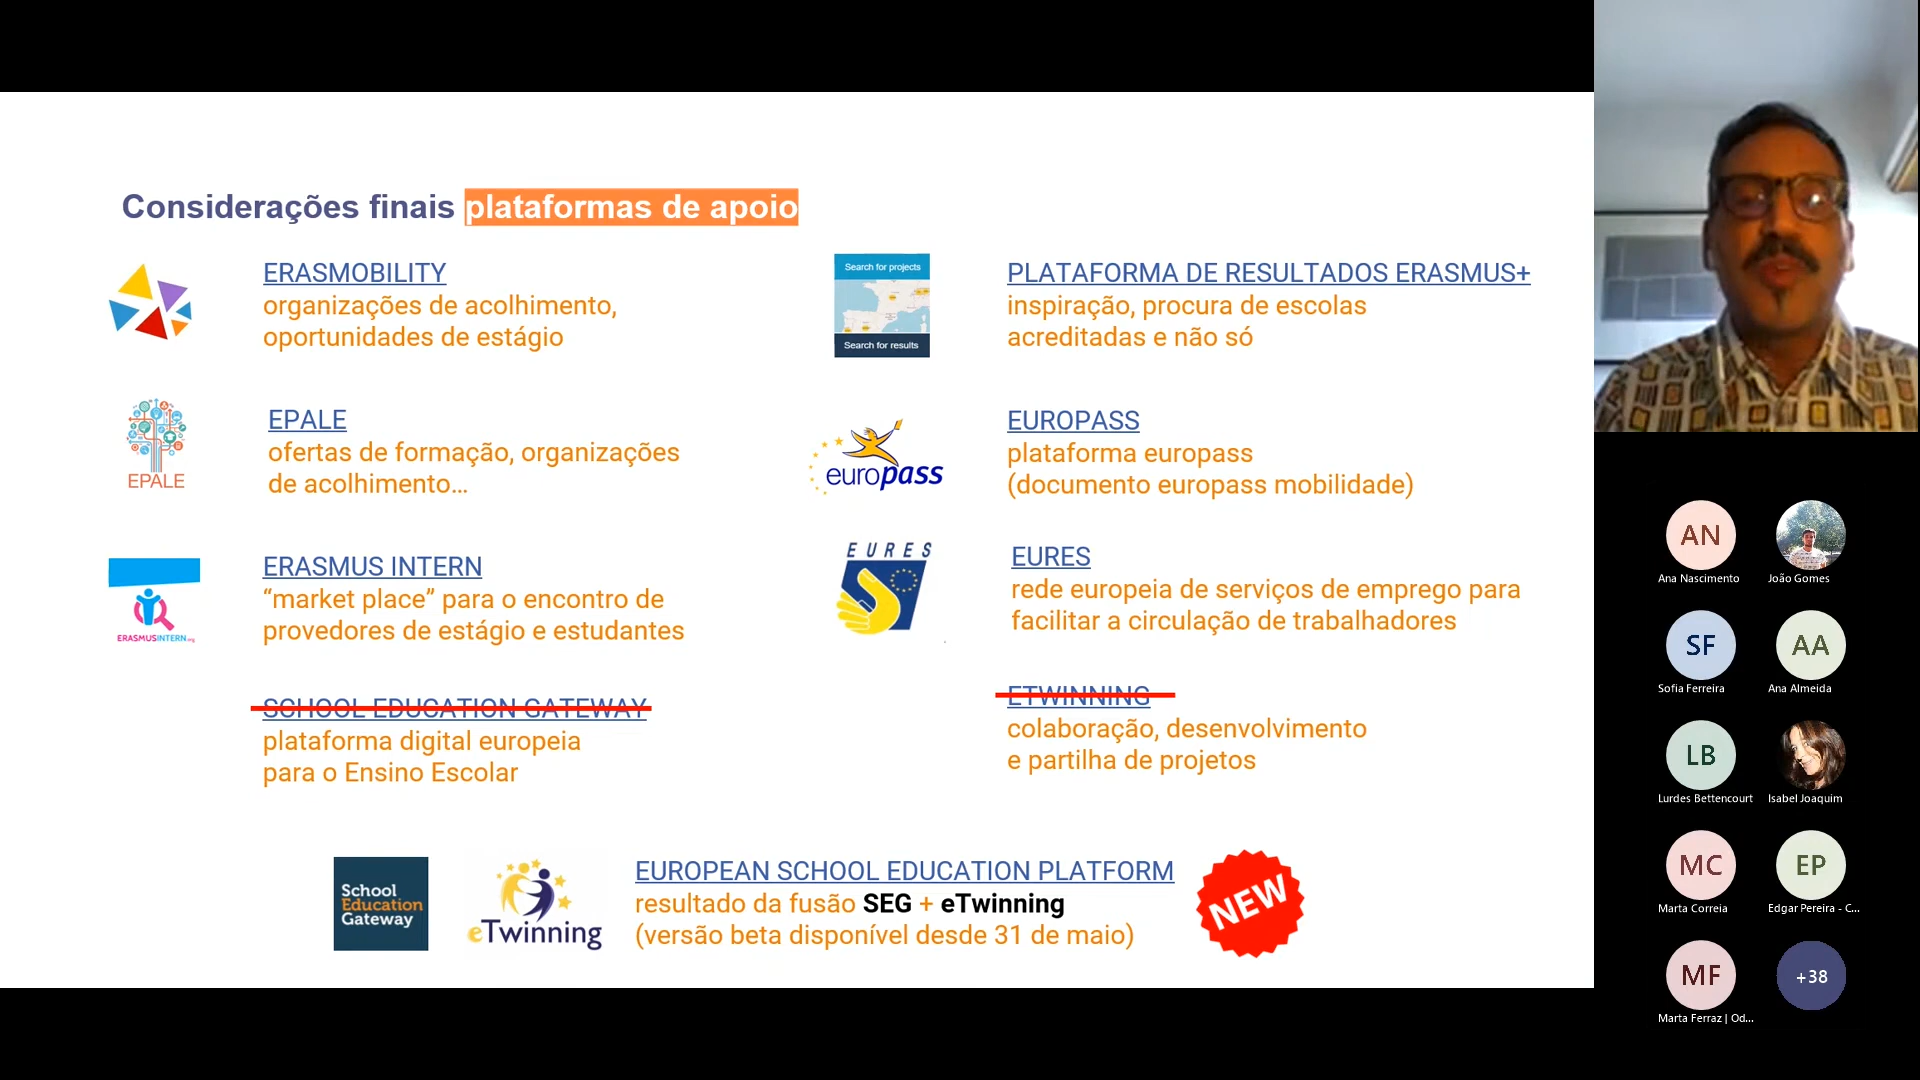 Considerações finais plataformas de apoio
ERASMOBILITY
organizações de acolhimento,
oportunidades de estágio
Search for projects
Search for results
PLATAFORMA DE RESULTADOS ERASMUS+
inspiração, procura de escolas
acreditadas e não só
EPALE
EPALE
ofertas de formação, organizações
de acolhimento...
europass
EUROPASS
plataforma europass
(documento europass mobilidade)
ERASMUSINTERN.org
ERASMUS INTERN
“market place” para o encontro de
provedores de estágio e estudantes
EURES
EURES
rede europeia de serviços de emprego para
facilitar a circulação de trabalhadores
SCHOOL EDUCATION GATEWAY
plataforma digital europeia
para o Ensino Escolar
ETWINNING
colaboração, desenvolvimento
e partilha de projetos
School
Education
Gateway
eTwinning
EUROPEAN SCHOOL EDUCATION PLATFORM
resultado da fusão SEG + eTwinning
(versão beta disponível desde 31 de maio)
NEW
AN
Ana Nascimento
João Gomes
SF
Sofia Ferreira
AA
Ana Almeida
LB
Lurdes Bettencourt
Isabel Joaquim
MC
Marta Correia
EP
Edgar Pereira - C...
MF
Marta Ferraz | Od...
+38